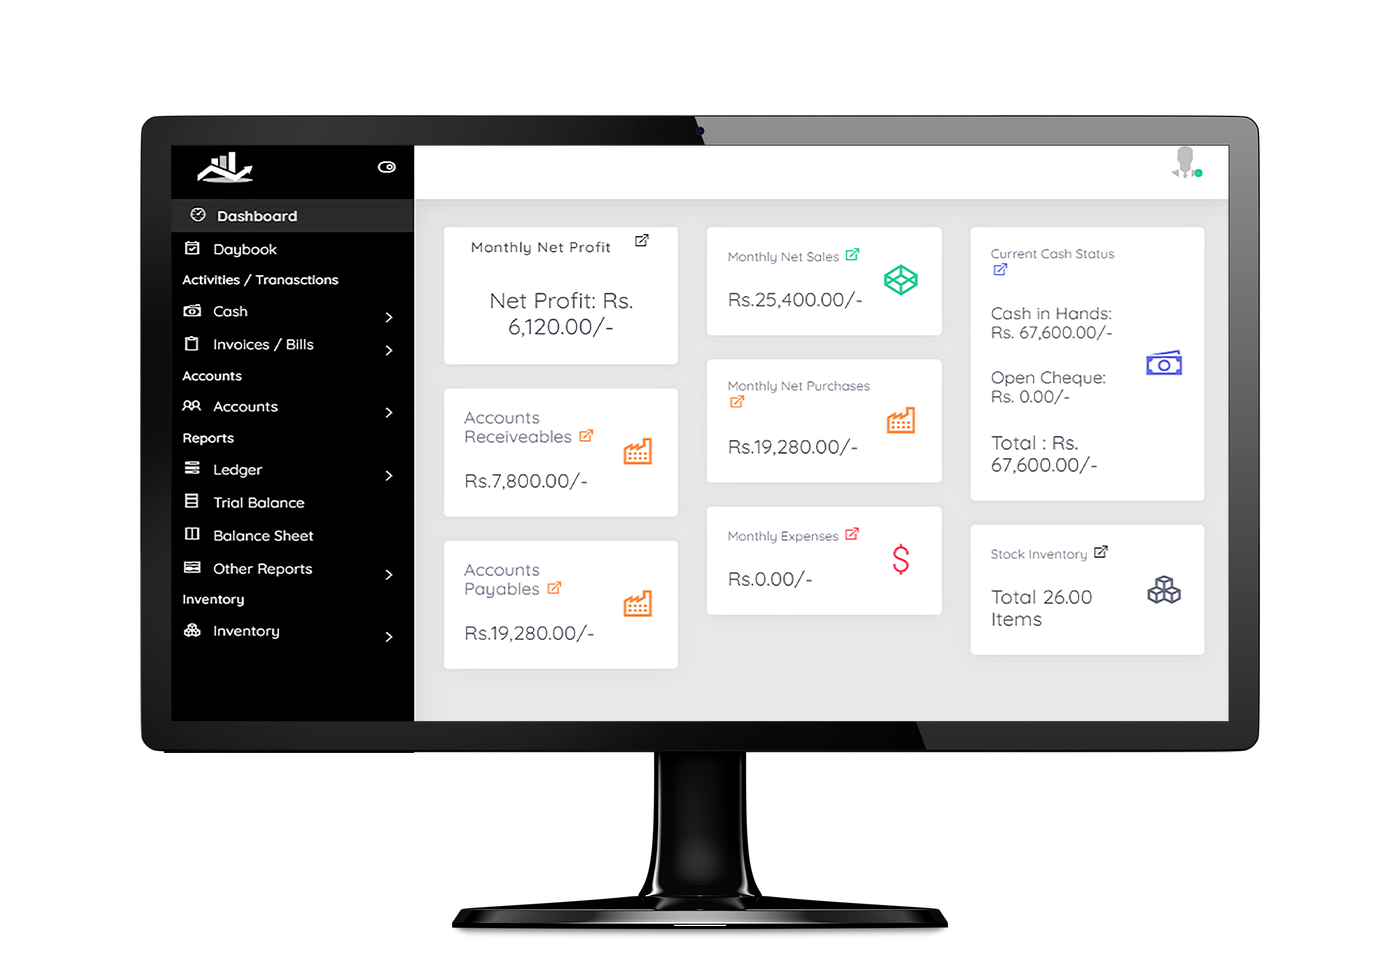 Dashboard
Daybook
Activities / Tranasctions
Cash
Invoices / Bills
Accounts
Accounts
Reports
Ledger
Trial Balance
Balance Sheet
Other Reports
Inventory
Inventory
Monthly Net Profit
Net Profit: Rs.
6,120.00/-
Accounts
Receiveables
Rs.7,800.00/-
Accounts
Payables
Rs.19,280.00/-
Monthly Net Sales
Rs.25,400.00/-
Monthly Net Purchases
Rs.19,280.00/-
Monthly Expenses
Rs.0.00/-
Current Cash Status
Cash in Hands:
Rs. 67,600.00/-
Open Cheque:
Rs. 0.00/-
Total : Rs.
67,600.00/-
Stock Inventory
Total 26.00
Items